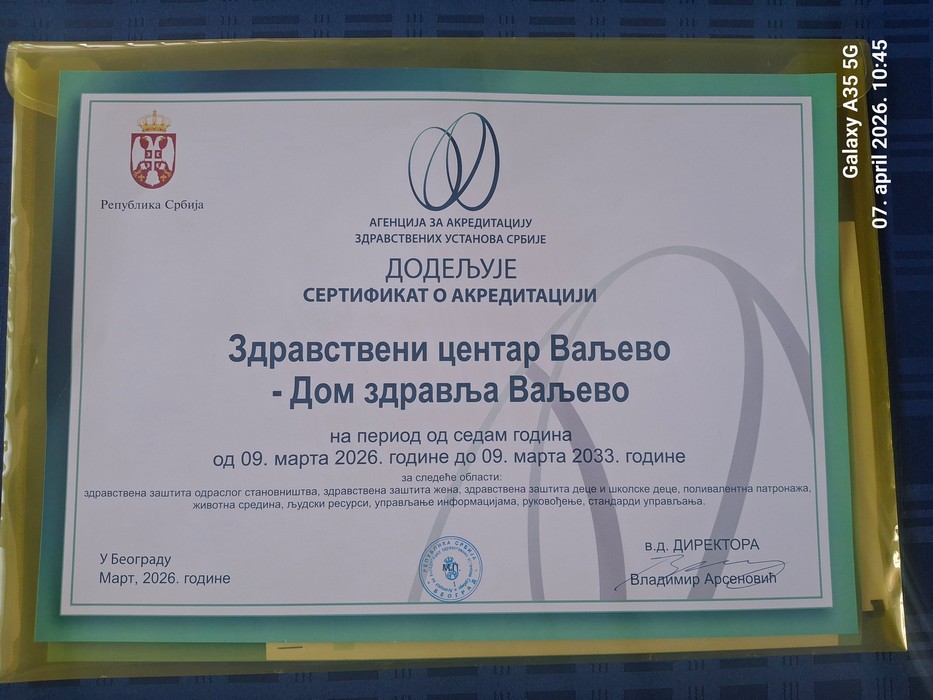 Република Србија
АГЕНЦИЈА ЗА АКРЕДИТАЦИЈУ
ЗДРАВСТВЕНИХ УСТАНОВА СРБИЈЕ
ДОДЕЉУЈЕ
СЕРТИФИКАТ О АКРЕДИТАЦИЈИ
Здравствени центар Ваљево
- Дом здравља Ваљево
на период од седам година
од 09. марта 2026. године до 09. марта 2033. године
за следеће области:
здравствена заштита одраслог становништва, здравствена заштита жена, здравствена заштита деце и школске деце, поливалентна патронажа,
животна средина, људски ресурси, управљање информацијама, руковођење, стандарди управљања.
У Београду
Март, 2026. године
М.П.
РЕПУБЛИКА СРБИЈА
БЕОГРАД
в.д. ДИРЕКТОРА
Владимир Арсеновић
Galaxy A35 5G
07. april 2026. 10:45